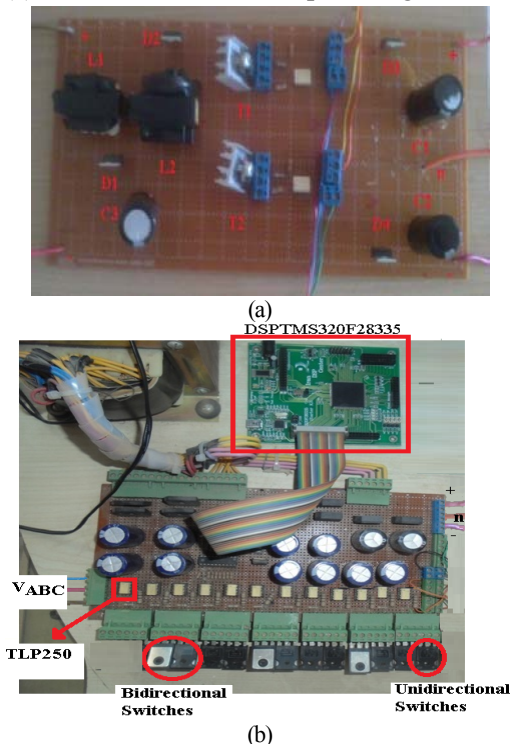 +
L1
D2
T1
D3
+
C1
n
D1
L2
C3
T2
C2
D4
-
(a)
DSPTMS320F28335
+
n
-
VABC
TLP250
Bidirectional
Switches
Unidirectional
Switches
(b)